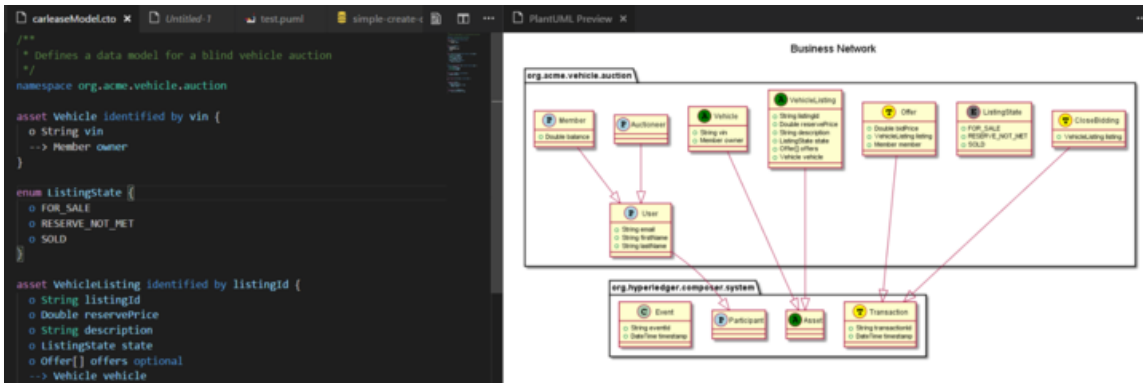 carleaseModel.cto
Untitled-1
test.puml
simple-create-c
/**
* Defines a data model for a blind vehicle auction
*/
namespace org.acme.vehicle.auction
asset Vehicle identified by vin {
o String vin
--> Member owner
}
enum ListingState {
o FOR_SALE
o RESERVE_NOT_MET
o SOLD
}
asset VehicleListing identified by listingId {
o String listingId
o Double reservePrice
o String description
o ListingState state
o Offer[] offers optional
--> Vehicle vehicle
PlantUML Preview
Business Network
org.acme.vehicle.auction
P Member
Double balance
P Auctioneer
A Vehicle
String vin
Member owner
A VehicleListing
String listingId
Double reservePrice
String description
ListingState state
Offer[] offers
Vehicle vehicle
T Offer
Double bidPrice
VehicleListing listing
Member member
E ListingState
FOR_SALE
RESERVE_NOT_MET
SOLD
T CloseBidding
VehicleListing listing
P User
String email
String firstName
String lastName
org.hyperledger.composer.system
C Event
String eventId
DateTime timestamp
P Participant
A Asset
T Transaction
String transactionId
DateTime timestamp